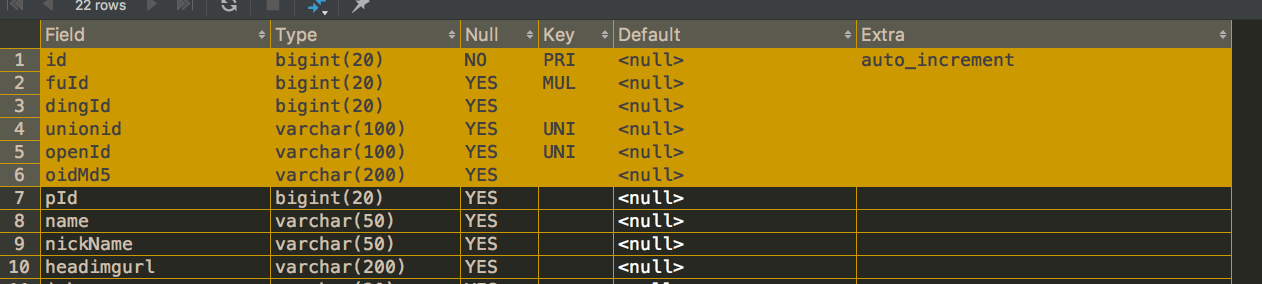 22 rows
Field Type Null Key Default Extra
1 id bigint(20) NO PRI <null> auto_increment
2 fuId bigint(20) YES MUL <null>
3 dingId bigint(20) YES <null>
4 unionid varchar(100) YES UNI <null>
5 openId varchar(100) YES UNI <null>
6 oidMd5 varchar(200) YES <null>
7 pId bigint(20) YES <null>
8 name varchar(50) YES <null>
9 nickName varchar(50) YES <null>
10 headimgurl varchar(200) YES <null>